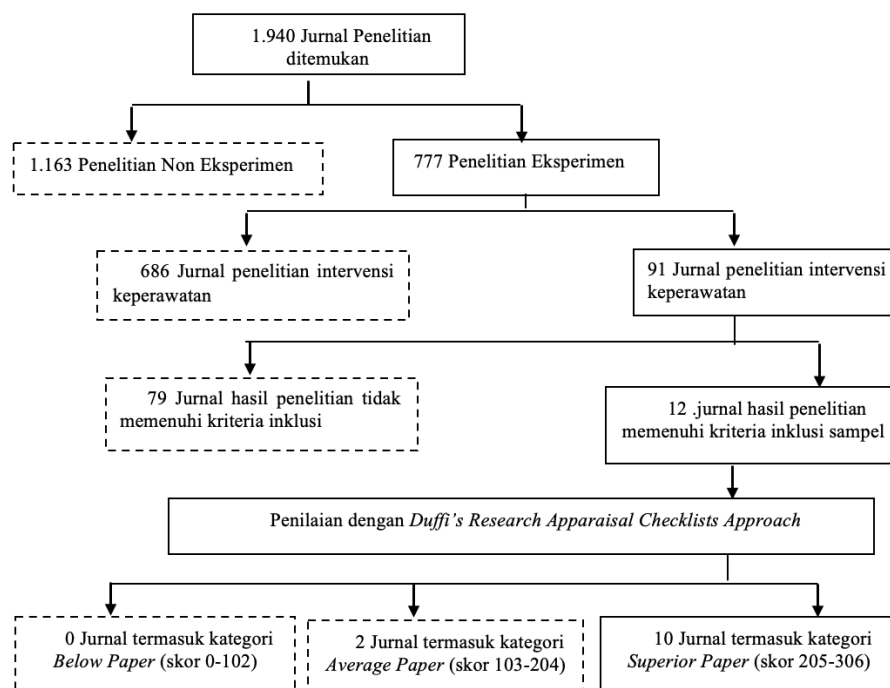 1.940 Jurnal Penelitian
ditemukan
1.163 Penelitian Non Eksperimen
777 Penelitian Eksperimen
686 Jurnal penelitian intervensi
keperawatan
91 Jurnal penelitian intervensi
keperawatan
79 Jurnal hasil penelitian tidak
memenuhi kriteria inklusi
12 .jurnal hasil penelitian
memenuhi kriteria inklusi sampel
Penilaian dengan Duffi's Research Apparaisal Checklists Approach
0 Jurnal termasuk kategori
Below Paper (skor 0-102)
2 Jurnal termasuk kategori
Average Paper (skor 103-204)
10 Jurnal termasuk kategori
Superior Paper (skor 205-306)